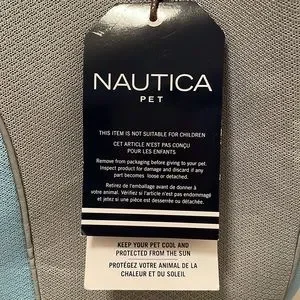 NAUTICA
PET
THIS ITEM IS NOT SUITABLE FOR CHILDREN
CET ARTICLE N'EST PAS CONÇU
POUR LES ENFANTS
Remove from packaging before giving to your pet.
Inspect product for damage and discard if any
part becomes loose or detached.
Retirez de l'emballage avant de donner à
votre animal. Vérifiez si l'article n'est pas endommagé
et jetez si une pièce est desserrée ou détachée.
KEEP YOUR PET COOL AND
PROTECTED FROM THE SUN
PROTÉGEZ VOTRE ANIMAL DE LA
CHALEUR ET DU SOLEIL